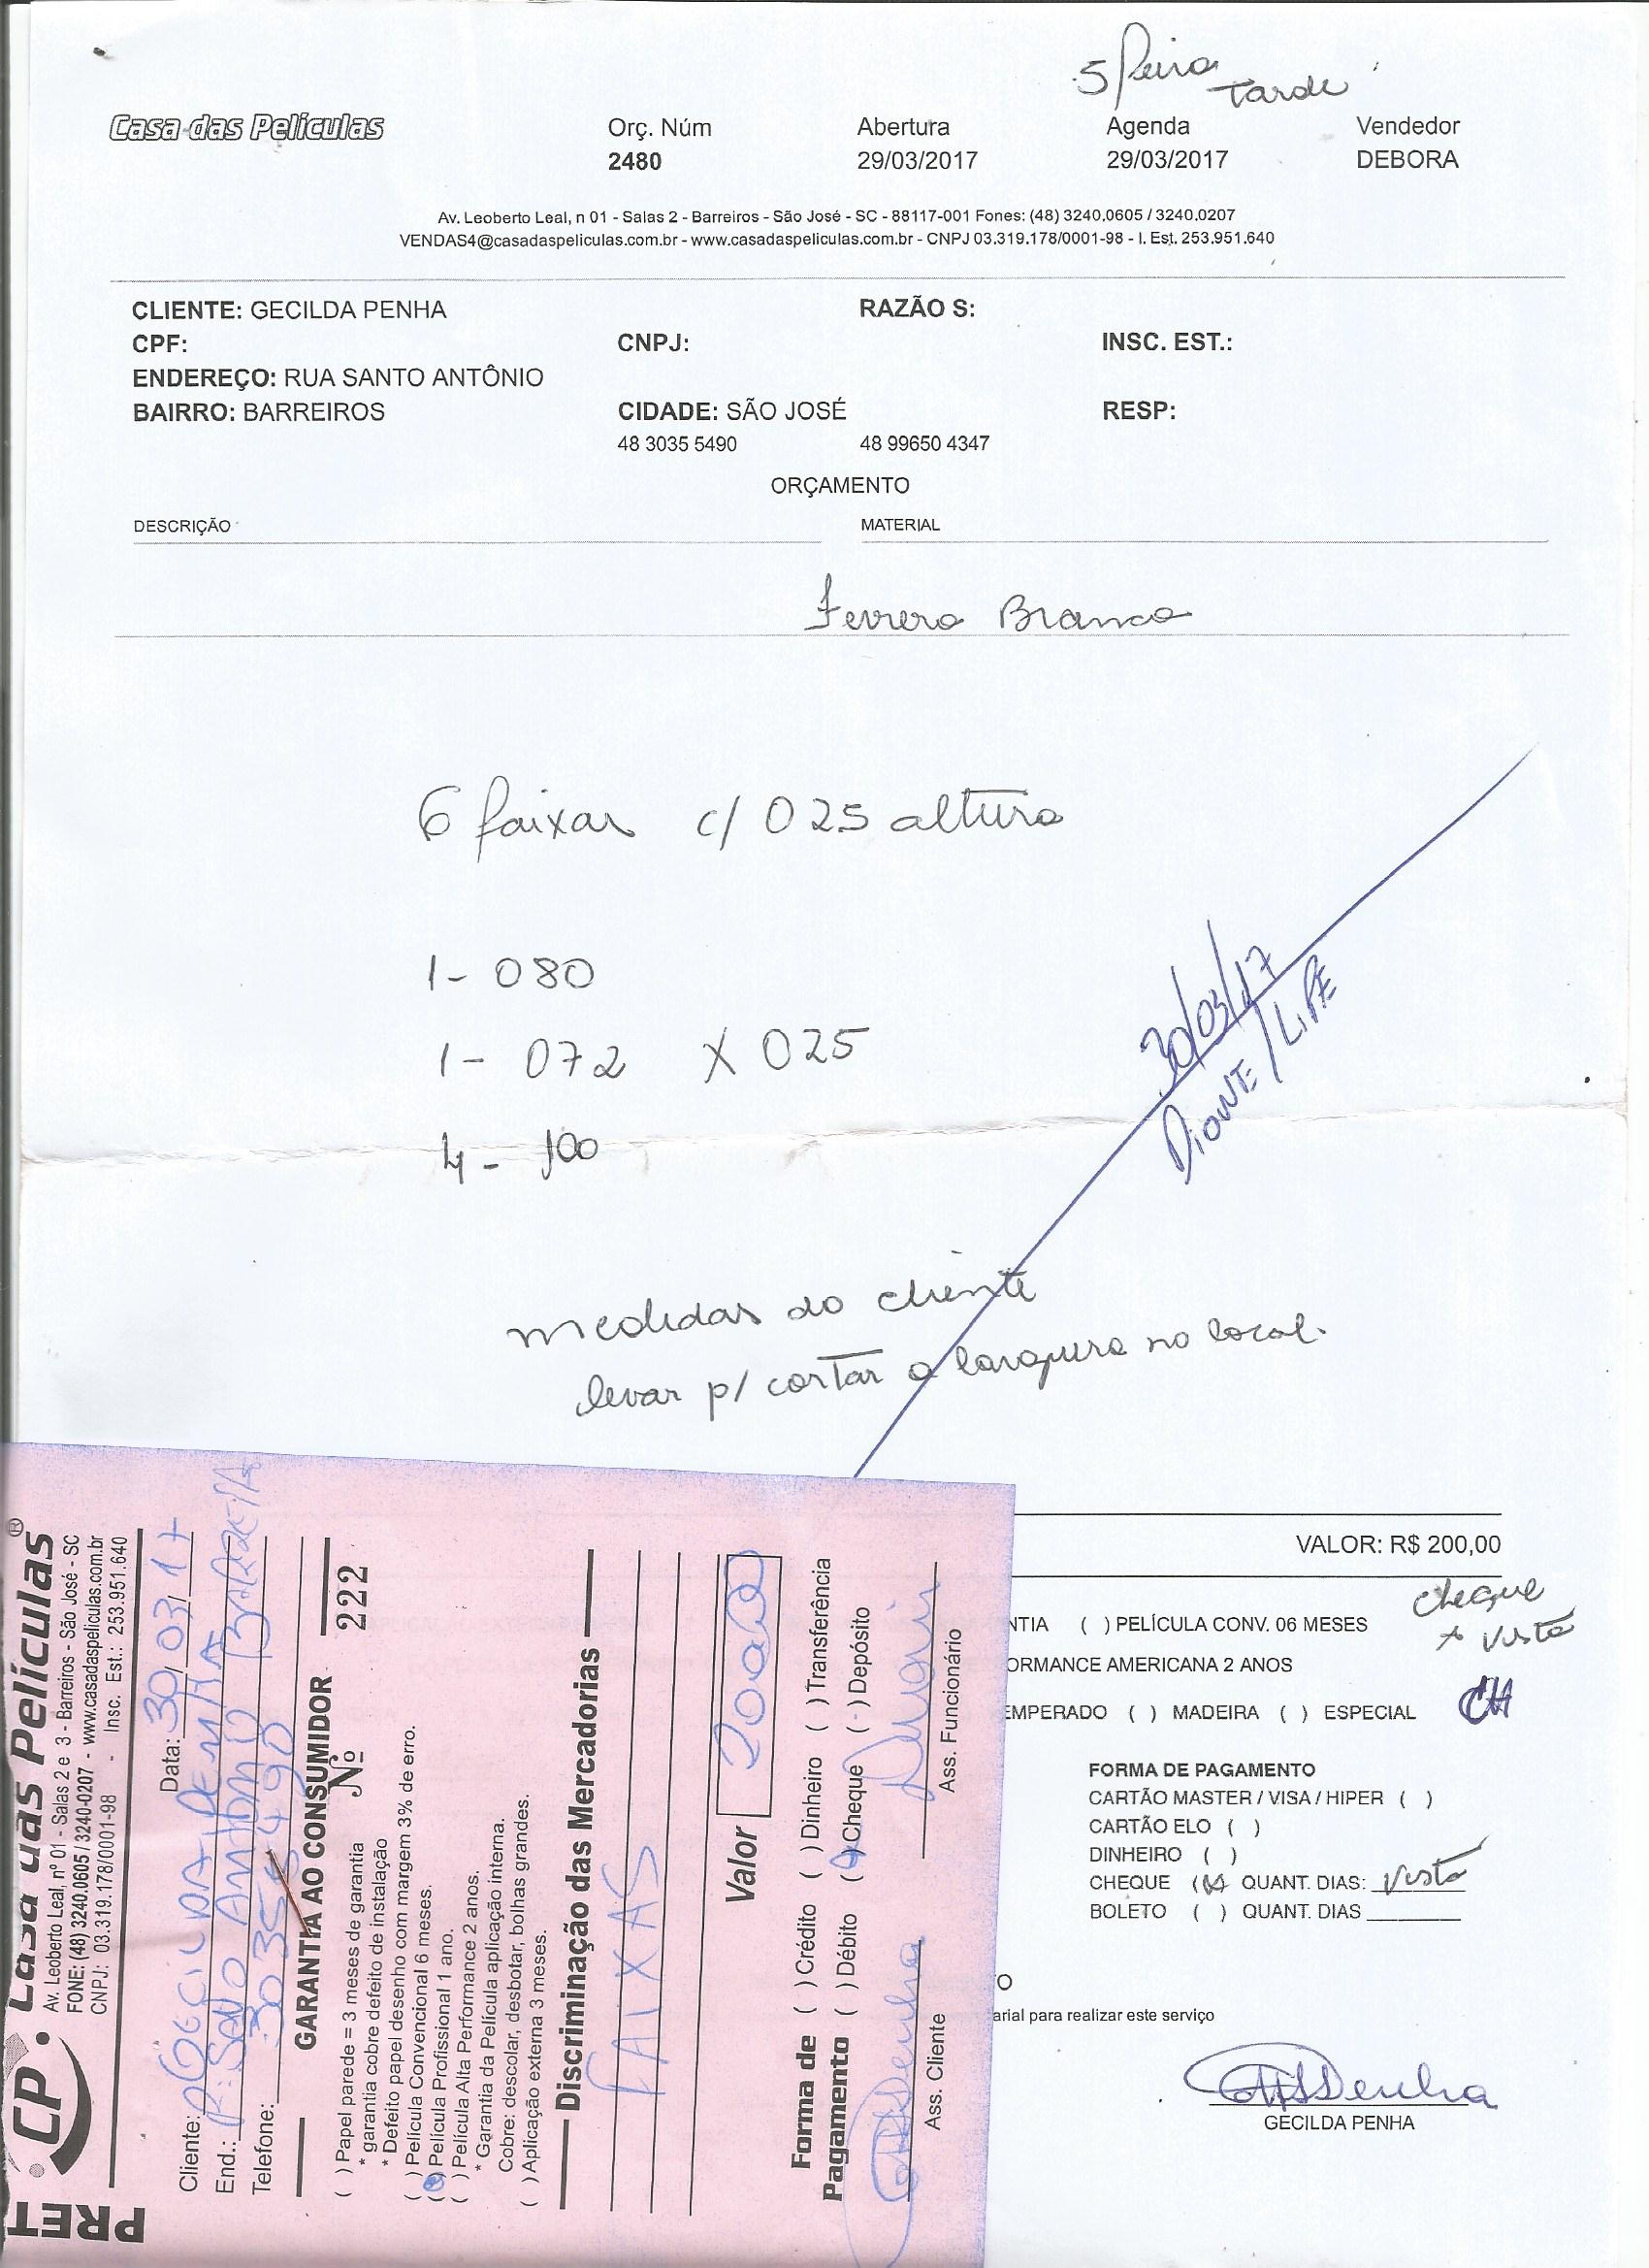 5 feira
Tarde
Casa das Películas
Orç. Núm Abertura Agenda Vendedor
2480 29/03/2017 29/03/2017 DEBORA
Av. Leoberto Leal, n 01 - Salas 2 - Barreiros - São José - SC - 88117-001 Fones: (48) 3240.0605 / 3240.0207
VENDAS4@casadaspeliculas.com.br - www.casadaspeliculas.com.br - CNPJ 03.319.178/0001-98 - I. Est. 253.951.640
CLIENTE: GECILDA PENHA RAZÃO S:
CPF: CNPJ: INSC. EST.:
ENDEREÇO: RUA SANTO ANTÔNIO
BAIRRO: BARREIROS CIDADE: SÃO JOSÉ RESP:
48 3035 5490 48 99650 4347
ORÇAMENTO
DESCRIÇÃO MATERIAL
Branco
6 faixas c/ 025 altura
1- 080
1- 072 X 025
4- 100
30/03/17
DIONTE / LIPE
medidas do cliente
levar p/ cortar a largura no local.
VALOR: R$ 200,00
cheque
a vista
NTIA ( ) PELÍCULA CONV. 06 MESES
ORMANCE AMERICANA 2 ANOS
EMPERADO ( ) MADEIRA ( ) ESPECIAL
CH
FORMA DE PAGAMENTO
CARTÃO MASTER / VISA / HIPER ( )
CARTÃO ELO ( )
DINHEIRO ( )
CHEQUE (X) QUANT. DIAS: Vista
BOLETO ( ) QUANT. DIAS
O
arial para realizar este serviço
GECILDA PENHA
PRET
CP
Casa das Películas ®
Av. Leoberto Leal, nº 01 - Salas 2 e 3 - Barreiros - São José - SC
FONE: (48) 3240.0605 / 3240-0207 - www.casadaspeliculas.com.br
CNPJ: 03.319.178/0001-98 - Insc. Est.: 253.951.640
Data: 30/03/17
Cliente: GECILDA PENHA
End.: R: SANO ANTONIO
Telefone: 3035 5490
GARANTIA AO CONSUMIDOR Nº 222
( ) Papel parede = 3 meses de garantia
* garantia cobre defeito de instalação
* Defeito papel desenho com margem 3% de erro.
( ) Película Convencional 6 meses.
( ) Película Profissional 1 ano.
( ) Película Alta Performance 2 anos.
* Garantia da Película aplicação interna.
Cobre: descolar, desbotar, bolhas grandes.
( ) Aplicação externa 3 meses.
Discriminação das Mercadorias
FAIXAS
Valor 200,00
Forma de ( ) Crédito ( ) Dinheiro ( ) Transferência
Pagamento ( ) Débito (X) Cheque ( ) Depósito
Ass. Cliente Ass. Funcionário